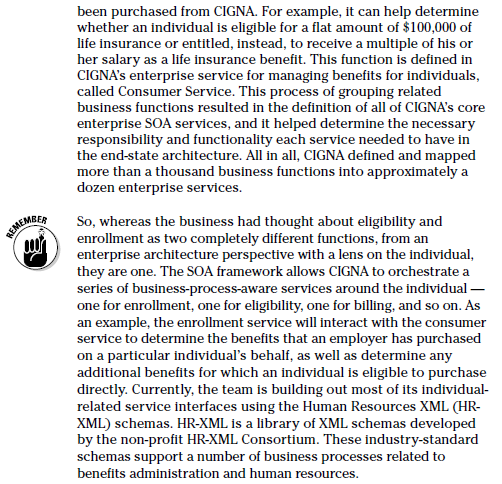 been purchased from CIGNA. For example, it can help determine
whether an individual is eligible for a flat amount of $100,000 of
life insurance or entitled, instead, to receive a multiple of his or
her salary as a life insurance benefit. This function is defined in
CIGNA’s enterprise service for managing benefits for individuals,
called Consumer Service. This process of grouping related
business functions resulted in the definition of all of CIGNA’s core
enterprise SOA services, and it helped determine the necessary
responsibility and functionality each service needed to have in
the end-state architecture. All in all, CIGNA defined and mapped
more than a thousand business functions into approximately a
dozen enterprise services.
REMEMBER
So, whereas the business had thought about eligibility and
enrollment as two completely different functions, from an
enterprise architecture perspective with a lens on the individual,
they are one. The SOA framework allows CIGNA to orchestrate a
series of business-process-aware services around the individual —
one for enrollment, one for eligibility, one for billing, and so on. As
an example, the enrollment service will interact with the consumer
service to determine the benefits that an employer has purchased
on a particular individual’s behalf, as well as determine any
additional benefits for which an individual is eligible to purchase
directly. Currently, the team is building out most of its individual-
related service interfaces using the Human Resources XML (HR-
XML) schemas. HR-XML is a library of XML schemas developed
by the non-profit HR-XML Consortium. These industry-standard
schemas support a number of business processes related to
benefits administration and human resources.